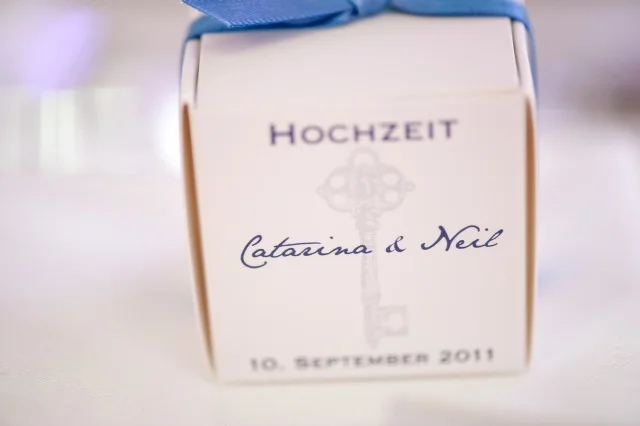 HOCHZEIT
Catarina & Neil
10. SEPTEMBER 2011